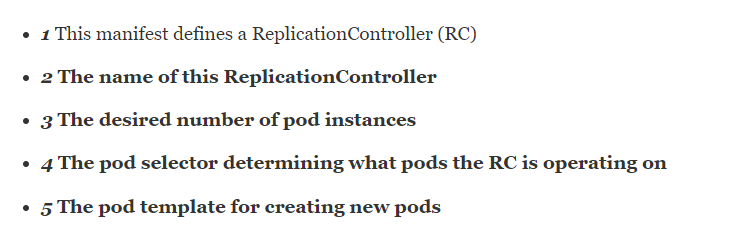 • 1 This manifest defines a ReplicationController (RC)
• 2 The name of this ReplicationController
• 3 The desired number of pod instances
• 4 The pod selector determining what pods the RC is operating on
• 5 The pod template for creating new pods